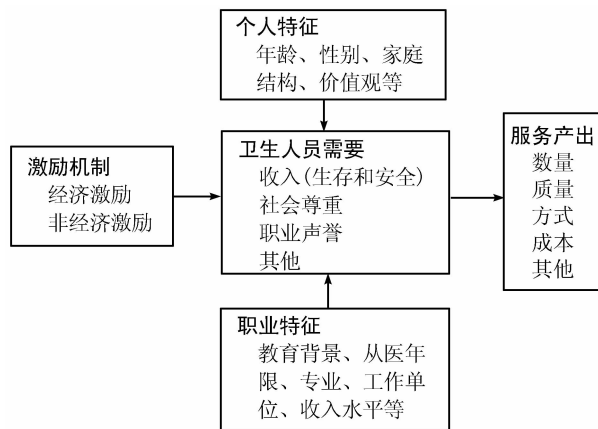 个人特征
年龄、性别、家庭
结构、价值观等
激励机制
经济激励
非经济激励
卫生人员需要
收入(生存和安全)
社会尊重
职业声誉
其他
服务产出
数量
质量
方式
成本
其他
职业特征
教育背景、从医年
限、专业、工作单
位、收入水平等